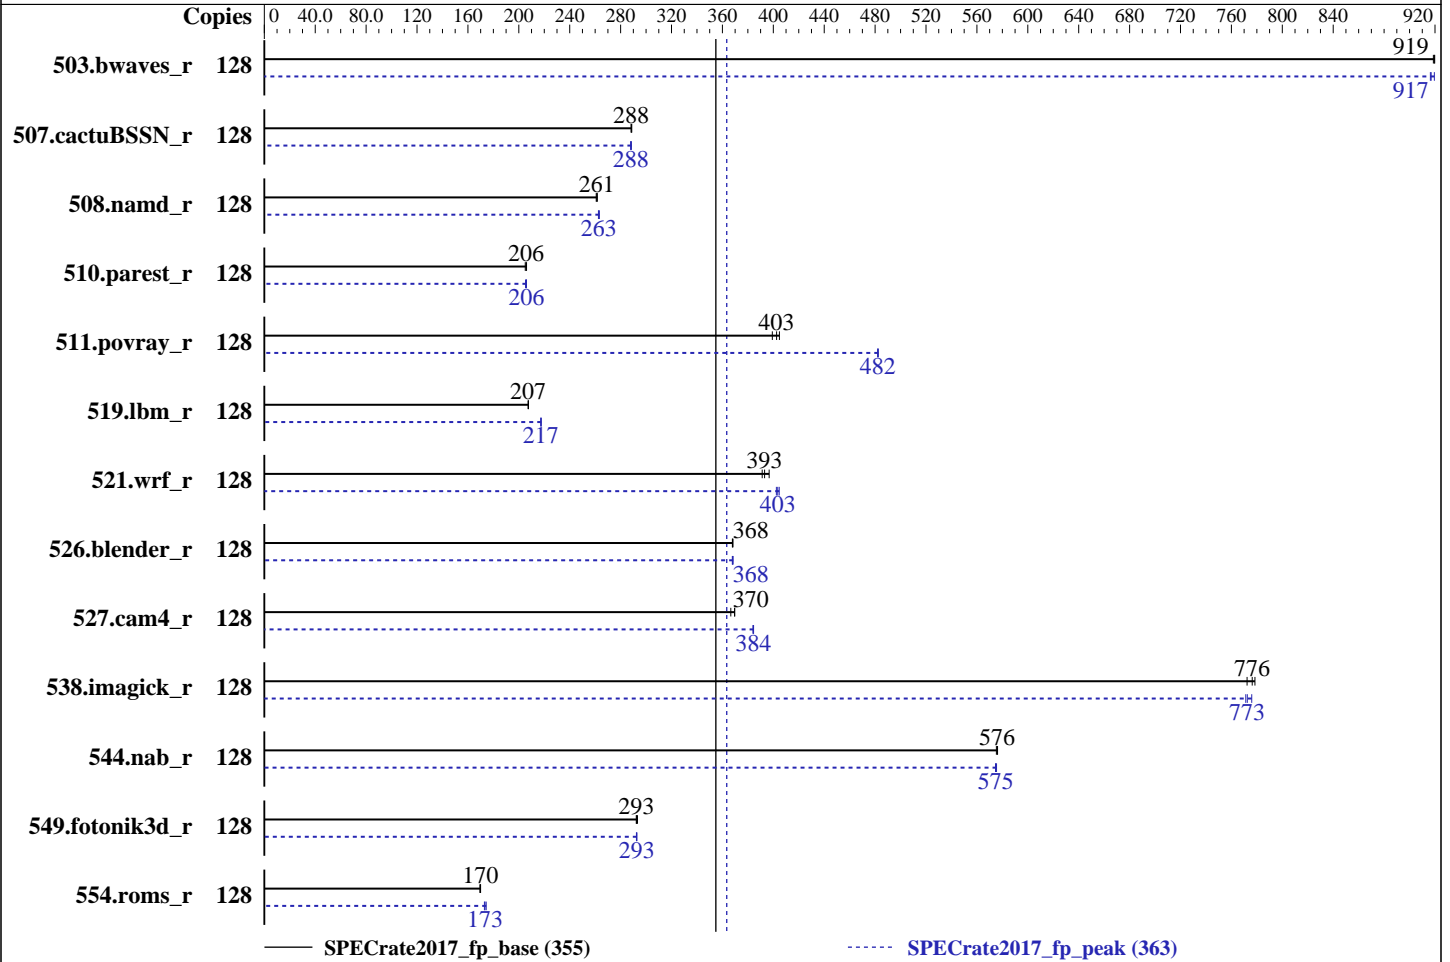 Copies 0 40.0 80.0 120 160 200 240 280 320 360 400 440 480 520 560 600 640 680 720 760 800 840 920
919
503.bwaves_r 128
917
288
507.cactuBSSN_r 128
288
261
508.namd_r 128
263
206
510.parest_r 128
206
403
511.povray_r 128
482
207
519.lbm_r 128
217
393
521.wrf_r 128
403
368
526.blender_r 128
368
370
527.cam4_r 128
384
776
538.imagick_r 128
773
576
544.nab_r 128
575
293
549.fotonik3d_r 128
293
170
554.roms_r 128
173
SPECrate2017_fp_base (355) SPECrate2017_fp_peak (363)